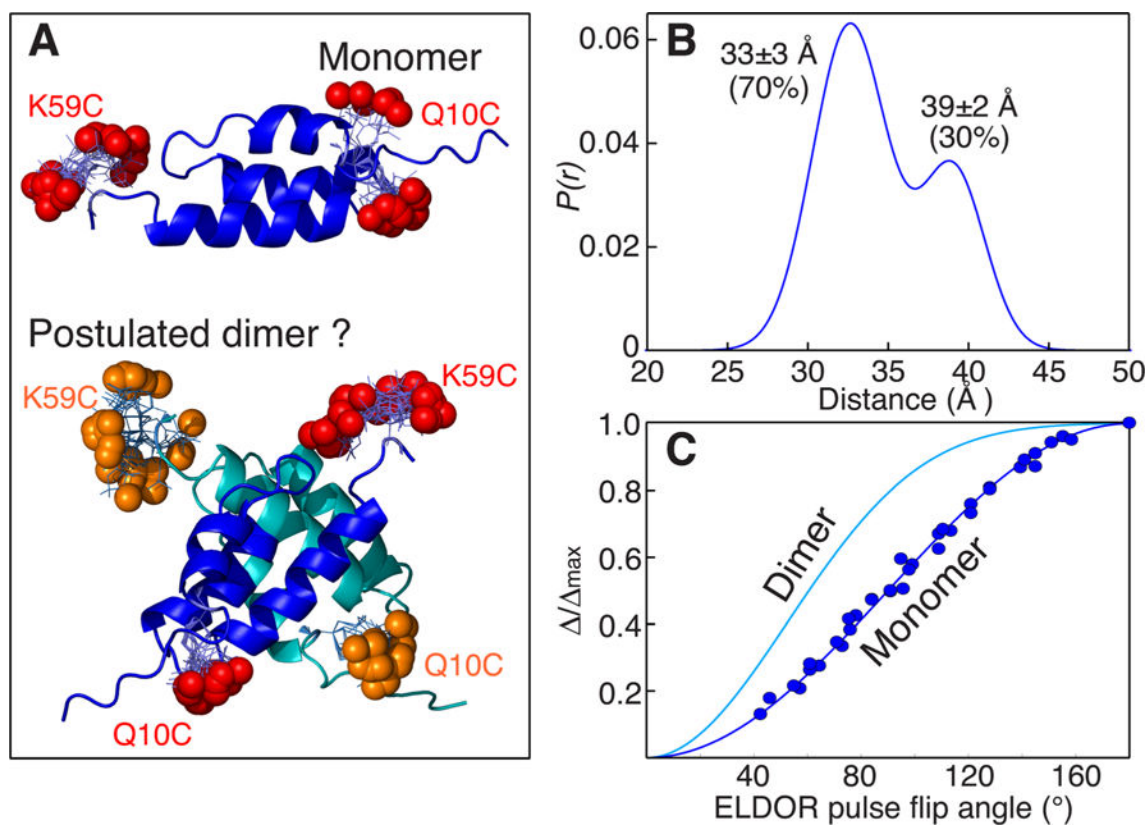 A
Monomer
K59C
Q10C
Postulated dimer ?
K59C
K59C
Q10C
Q10C
B
33±3 Å
(70%)
39±2 Å
(30%)
P(r)
0.06
0.04
0.02
0
20 25 30 35 40 45 50
Distance (Å)
C
Dimer
Monomer
Δ/Δmax
1.0
0.8
0.6
0.4
0.2
40 80 120 160
ELDOR pulse flip angle (°)